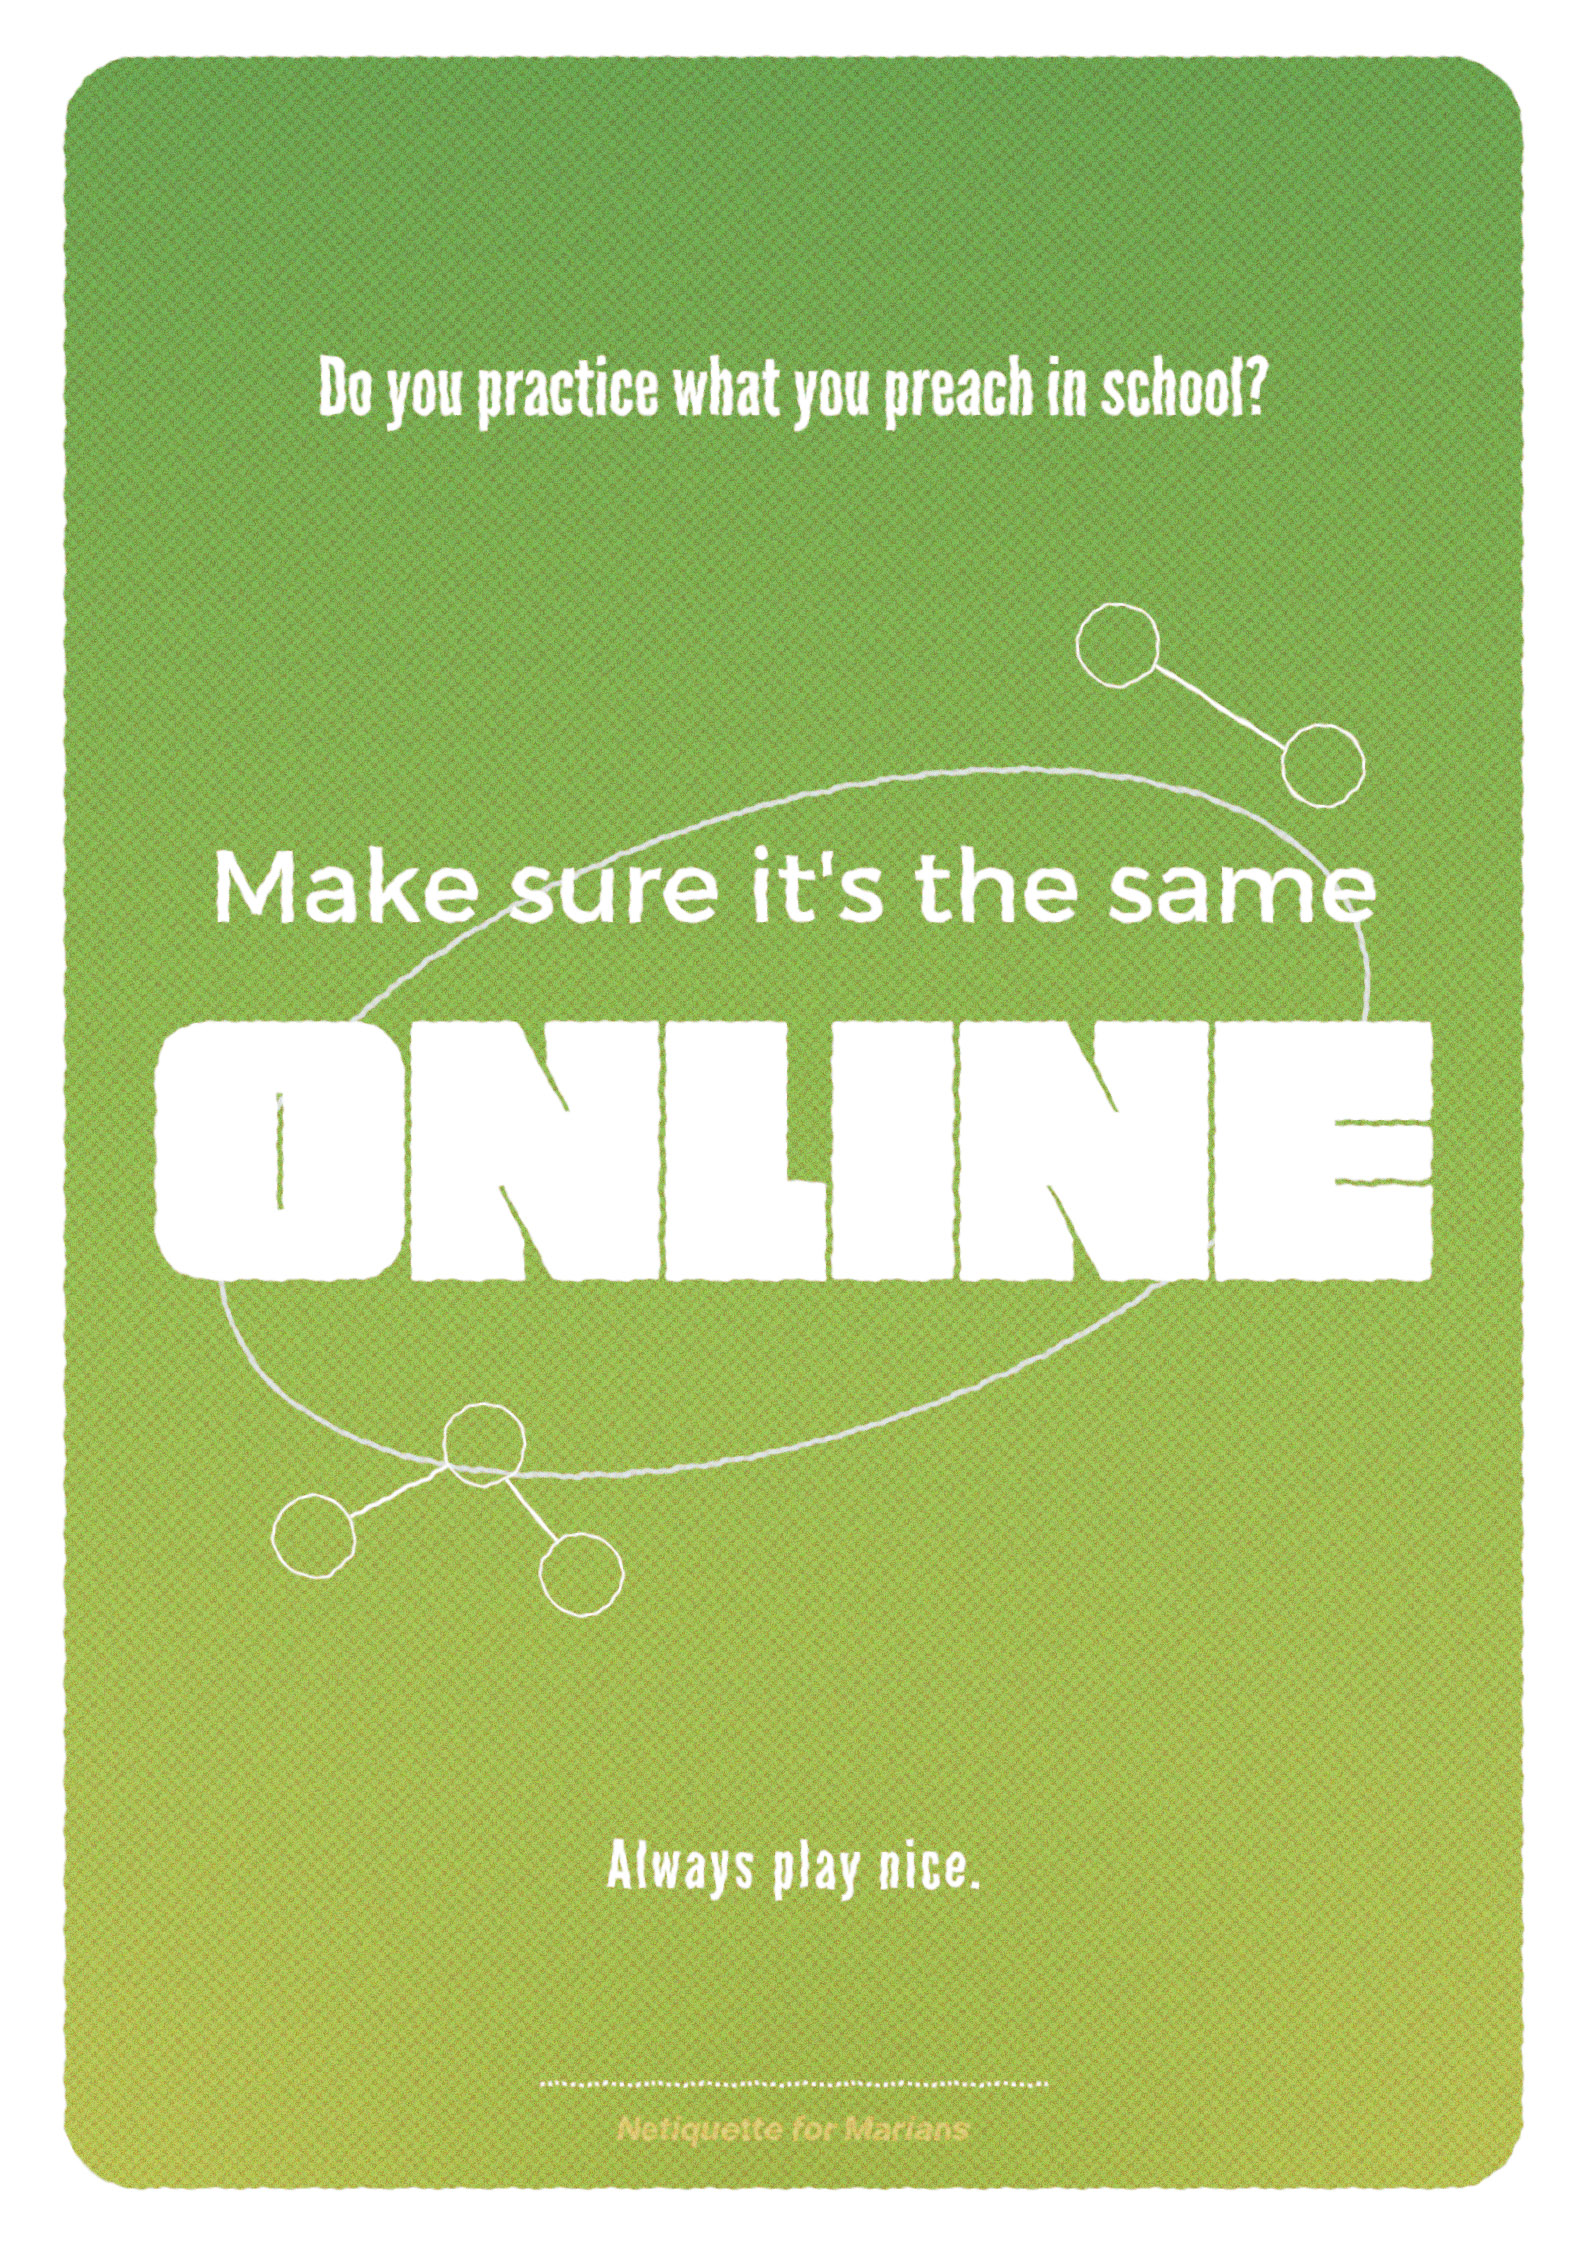 Do you practice what you preach in school?
Make sure it's the same
ONLINE
Always play nice.
Netiquette for Marians